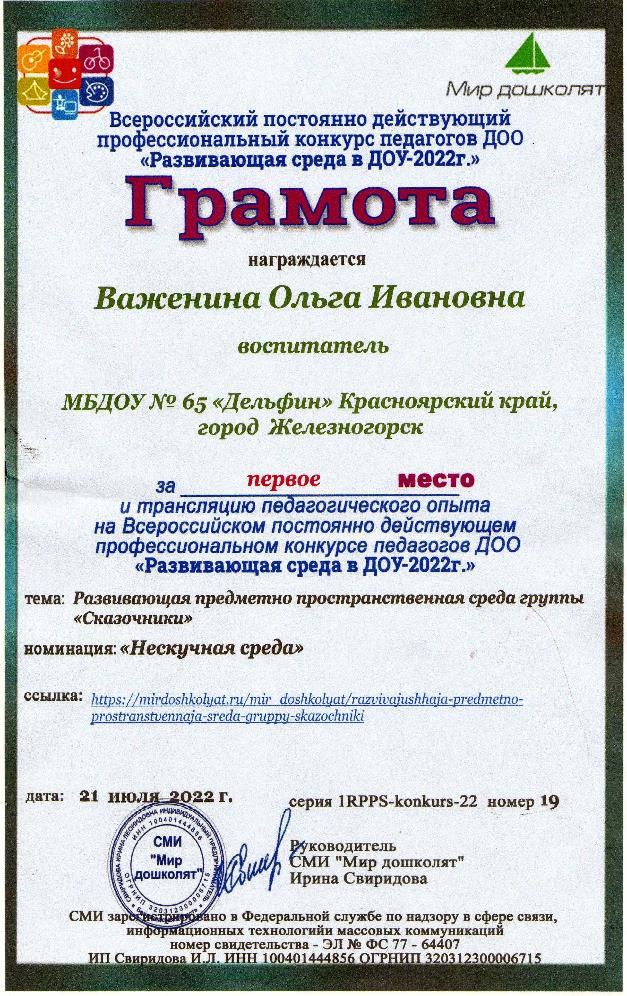 Мир дошколят
Всероссийский постоянно действующий
профессиональный конкурс педагогов ДОО
«Развивающая среда в ДОУ-2022г.»
Грамота
награждается
Важенина Ольга Ивановна
воспитатель
МБДОУ № 65 «Дельфин» Красноярский край,
город Железногорск
за первое место
и трансляцию педагогического опыта
на Всероссийском постоянно действующем
профессиональном конкурсе педагогов ДОО
«Развивающая среда в ДОУ-2022г.»
тема: Развивающая предметно пространственная среда группы
«Сказочники»
номинация: «Нескучная среда»
ссылка: https://mirdoshkolyat.ru/mir_doshkolyat/razvivajushhaja-predmetno-
prostranstvennaja-sreda-gruppy-skazochniki
дата: 21 июля 2022 г.
серия 1RPPS-konkurs-22 номер 19
СМИ
"Мир
дошколят"
ИНН 100401444856
Руководитель
СМИ "Мир дошколят"
Ирина Свиридова
СМИ зарегистрировано в Федеральной службе по надзору в сфере связи,
информационных технологийи массовых коммуникаций
номер свидетельства - ЭЛ № ФС 77 - 64407
ИП Свиридова И.Л. ИНН 100401444856 ОГРНИП 320312300006715